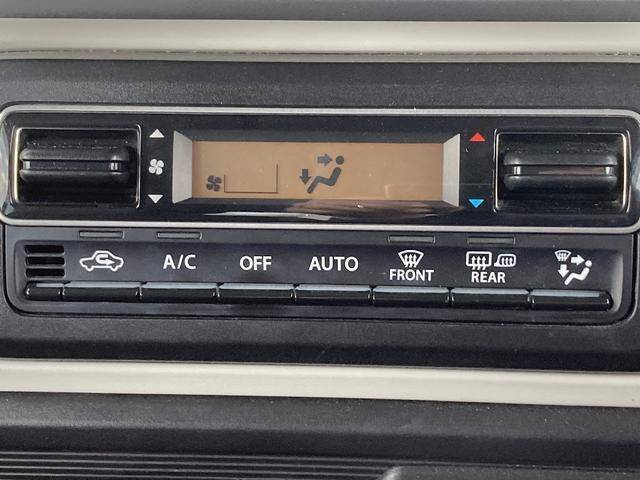 A/C OFF AUTO FRONT REAR